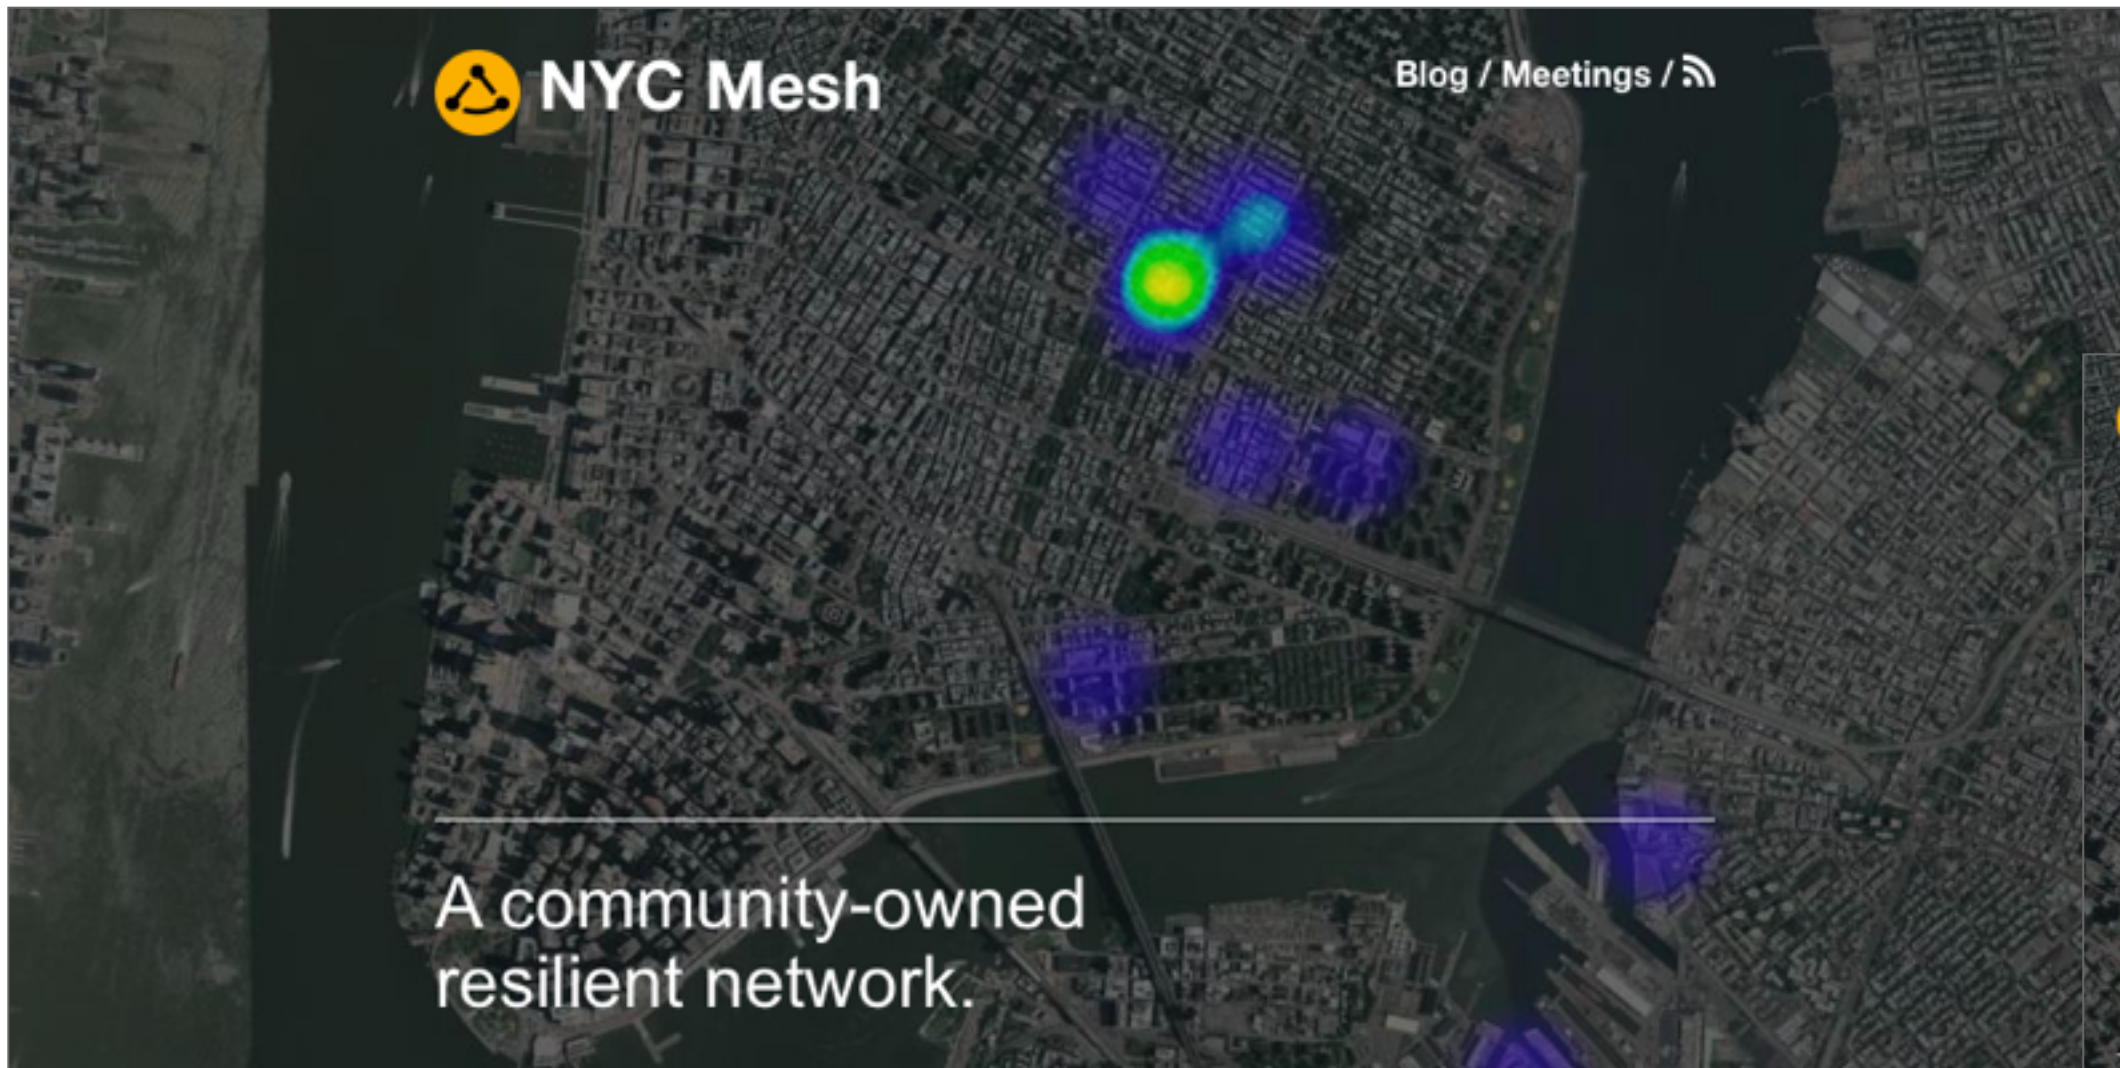 NYC Mesh
Blog / Meetings /
A community-owned
resilient network.